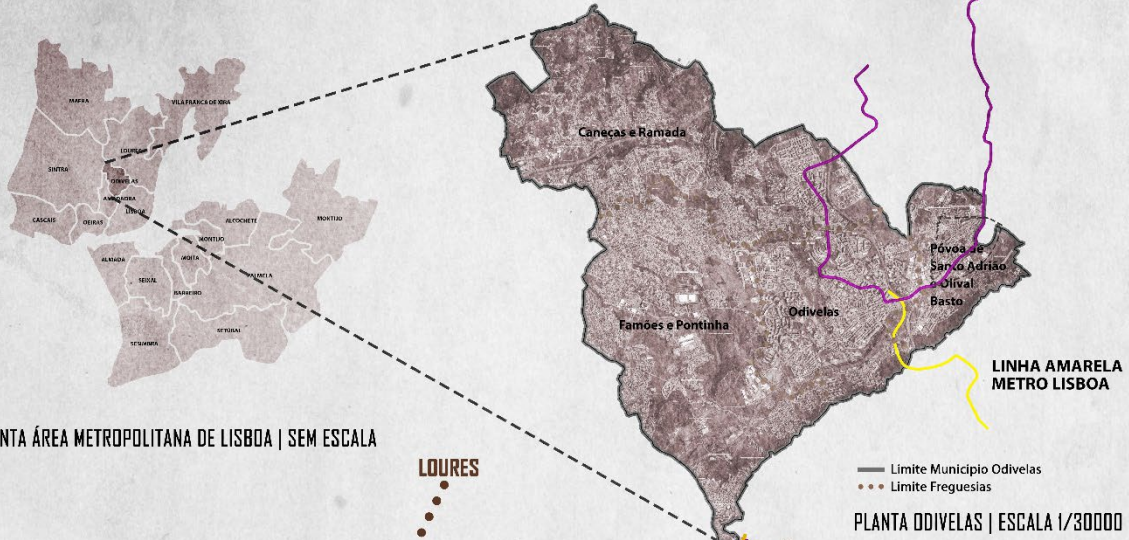 MAFRA
VILA FRANCA DE XIRA
LOURES
SINTRA
ODIVELAS
AMADORA
LISBOA
CASCAIS
OEIRAS
ALCOCHETE
MONTIJO
MONTIJO
ALMADA
MOITA
SEIXAL
PALMELA
BARREIRO
SETÚBAL
SESIMBRA
NTA ÁREA METROPOLITANA DE LISBOA | SEM ESCALA
LOURES
Caneças e Ramada
Póvoa de
Santo Adrião
e Olival
Basto
Odivelas
Famões e Pontinha
LINHA AMARELA
METRO LISBOA
Limite Municipio Odivelas
Limite Freguesias
PLANTA ODIVELAS | ESCALA 1/30000